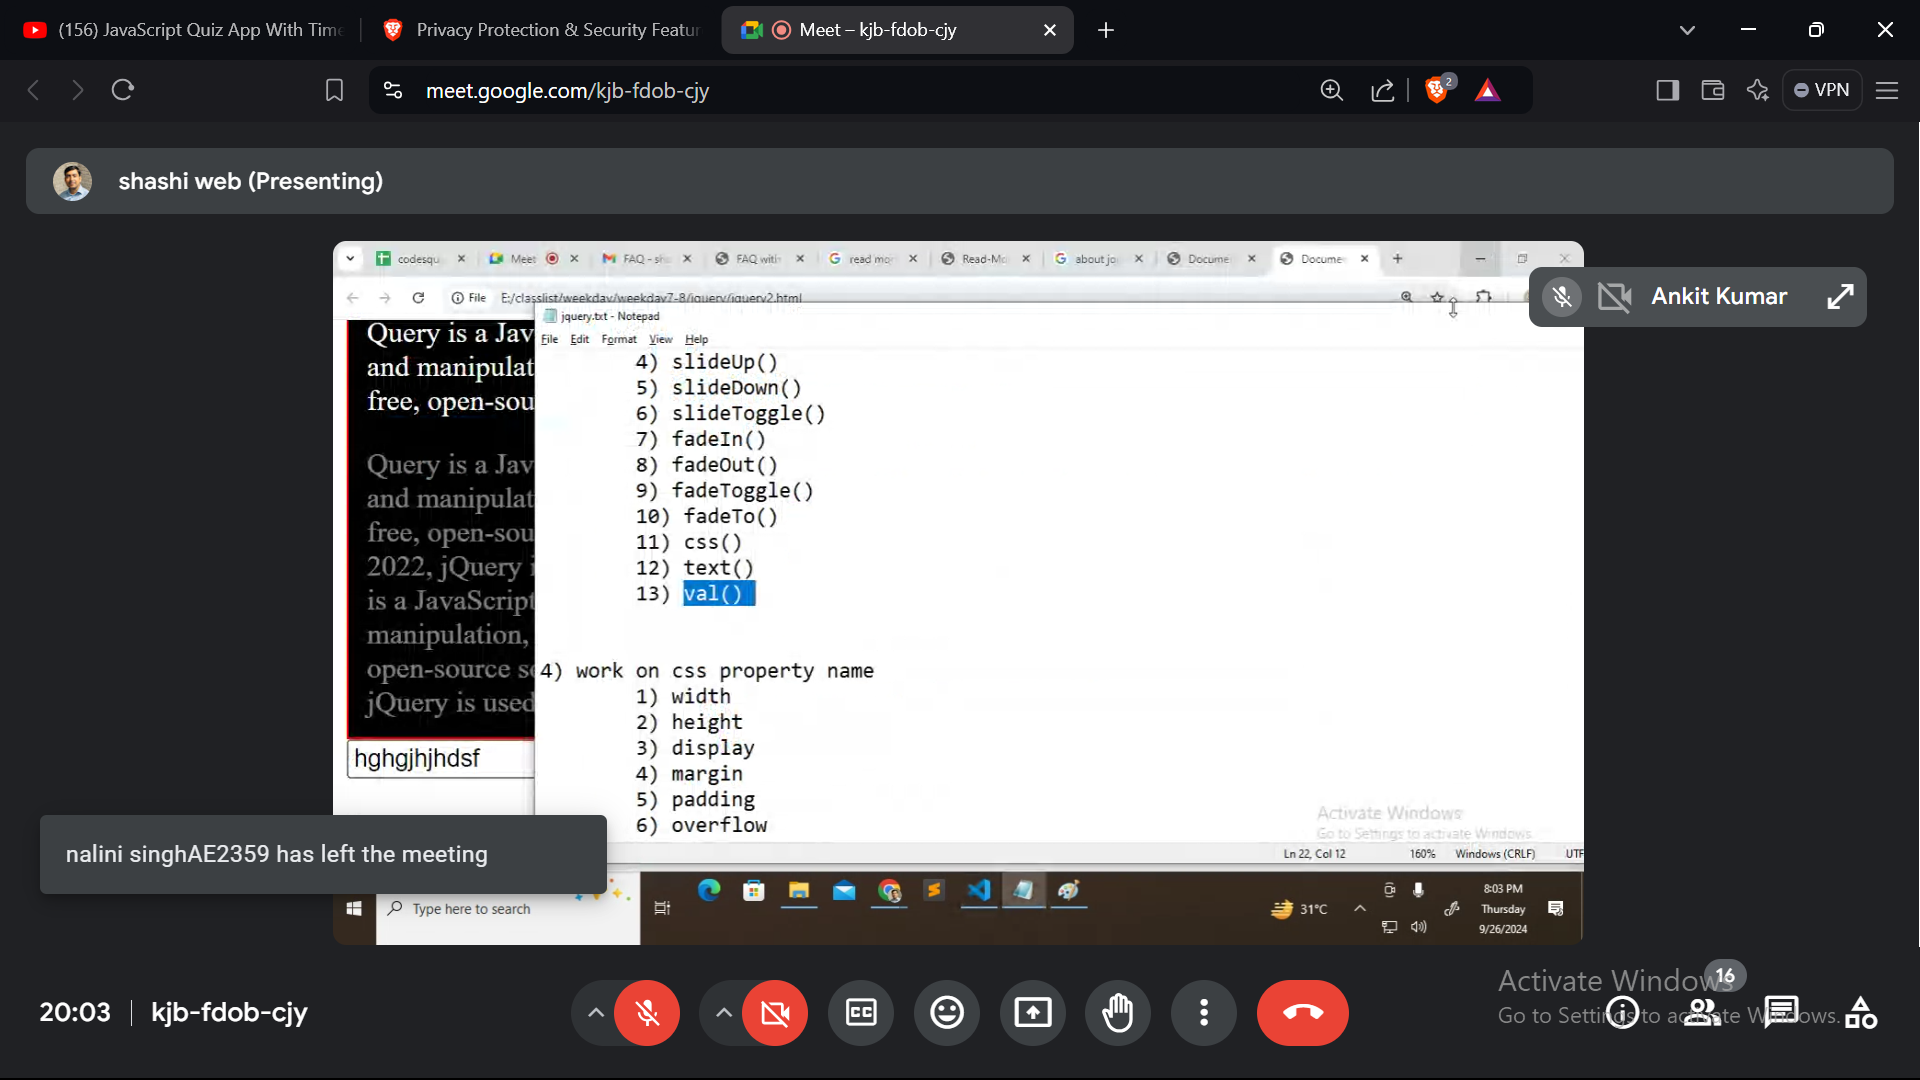 (156) JavaScript Quiz App With Time
Privacy Protection & Security Featur
Meet – kjb-fdob-cjy
meet.google.com/kjb-fdob-cjy
2
VPN
shashi web (Presenting)
codesqu
Meet
FAQ - sh
FAQ with
read mo
Read-Mo
about jo
Docume
Docume
File
E:/classlist/weekday/weekday7-8/jquery/jquery2.html
Ankit Kumar
jquery.txt - Notepad
File Edit Format View Help
Query is a Jav
and manipulat
free, open-sou
Query is a Jav
and manipulat
free, open-sou
2022, jQuery i
is a JavaScript
manipulation,
open-source so
jQuery is used
hghgjhjhdsf
4) slideUp()
5) slideDown()
6) slideToggle()
7) fadeIn()
8) fadeOut()
9) fadeToggle()
10) fadeTo()
11) css()
12) text()
13) val()
4) work on css property name
1) width
2) height
3) display
4) margin
5) padding
6) overflow
Activate Windows
Go to Settings to activate Windows.
Ln 22, Col 12
160%
Windows (CRLF)
UTF
nalini singhAE2359 has left the meeting
Type here to search
31°C
8:03 PM
Thursday
9/26/2024
20:03
kjb-fdob-cjy
Activate Windows
16
Go to Settings to activate Windows.